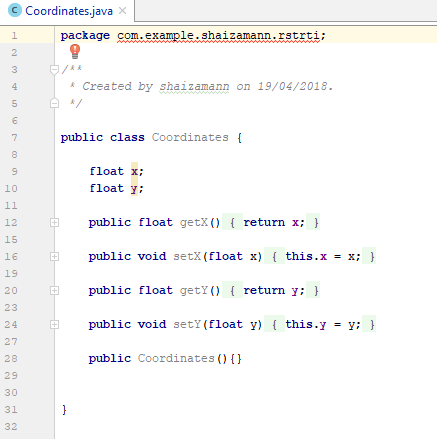 Coordinates.java
1 package com.example.shaizamann.rstrti;
2
3 /**
4 * Created by shaizamann on 19/04/2018.
5 */
6
7 public class Coordinates {
8
9 float x;
10 float y;
11
12 public float getX() { return x; }
15
16 public void setX(float x) { this.x = x; }
19
20 public float getY() { return y; }
23
24 public void setY(float y) { this.y = y; }
27
28 public Coordinates(){}
29
30
31 }
32